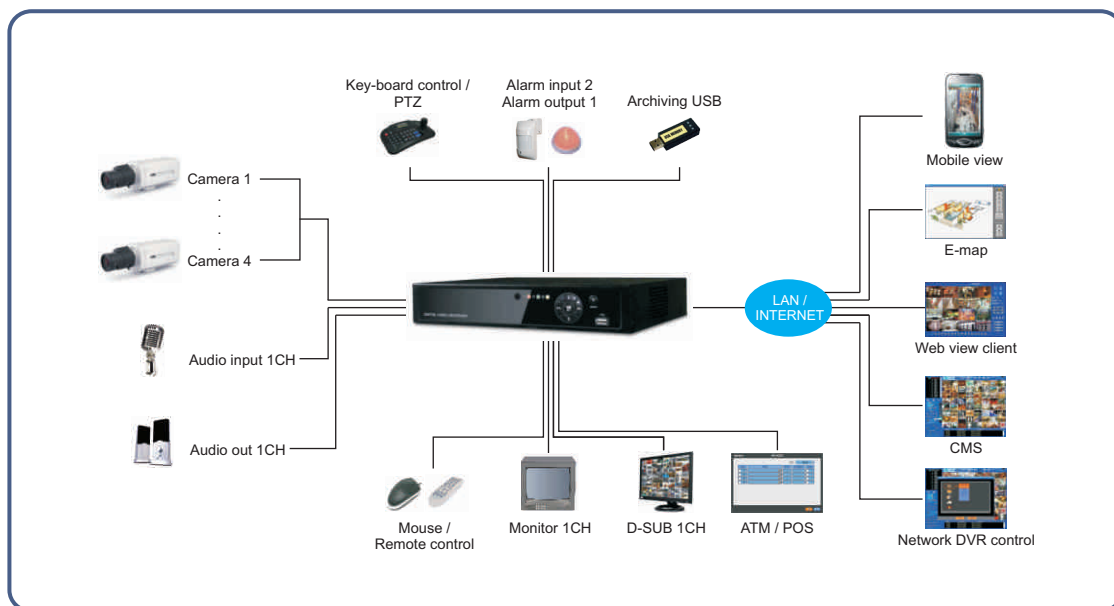 Key-board control /
PTZ
Alarm input 2
Alarm output 1
Archiving USB
Camera 1
Camera 4
Audio input 1CH
Audio out 1CH
LAN /
INTERNET
Mobile view
E-map
Web view client
CMS
Network DVR control
Mouse /
Remote control
Monitor 1CH
D-SUB 1CH
ATM / POS